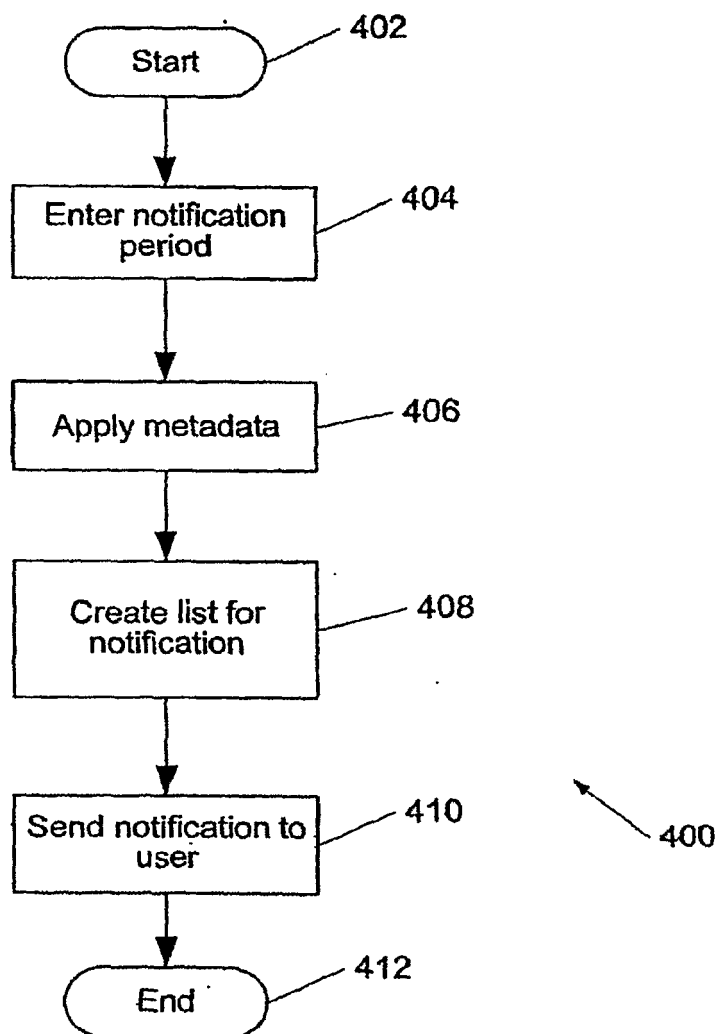 402
Start
404
Enter notification
period
406
Apply metadata
408
Create list for
notification
410
Send notification to
user
400
412
End